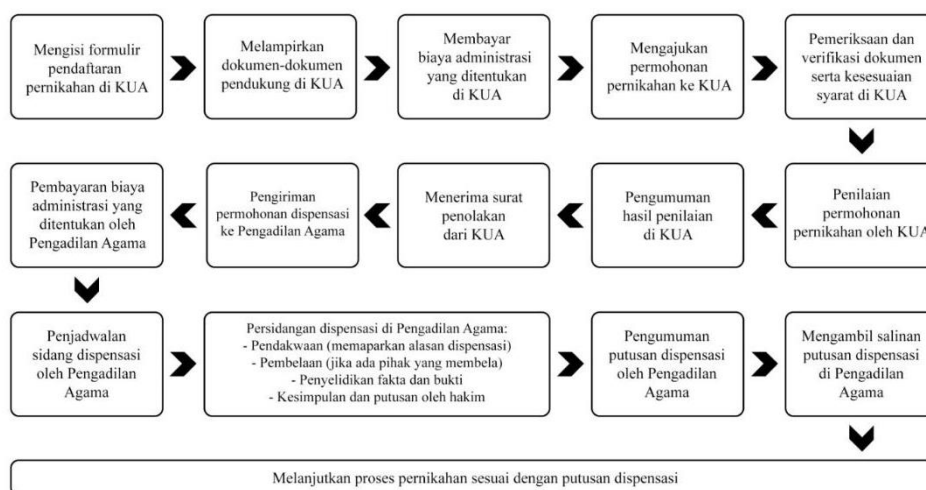 Mengisi formulir
pendaftaran
pernikahan di KUA
Melampirkan
dokumen-dokumen
pendukung di KUA
Membayar
biaya administrasi
yang ditentukan
di KUA
Mengajukan
permohonan
pernikahan ke KUA
Pemeriksaan dan
verifikasi dokumen
serta kesesuaian
syarat di KUA
Penilaian
permohonan
pernikahan oleh KUA
Pengumuman
hasil penilaian
di KUA
Menerima surat
penolakan
dari KUA
Pengiriman
permohonan dispensasi
ke Pengadilan Agama
Pembayaran biaya
administrasi yang
ditentukan oleh
Pengadilan Agama
Penjadwalan
sidang dispensasi
oleh Pengadilan
Agama
Persidangan dispensasi di Pengadilan Agama:
- Pendakwaan (memaparkan alasan dispensasi)
- Pembelaan (jika ada pihak yang membela)
- Penyelidikan fakta dan bukti
- Kesimpulan dan putusan oleh hakim
Pengumuman
putusan dispensasi
oleh Pengadilan
Agama
Mengambil salinan
putusan dispensasi
di Pengadilan
Agama
Melanjutkan proses pernikahan sesuai dengan putusan dispensasi